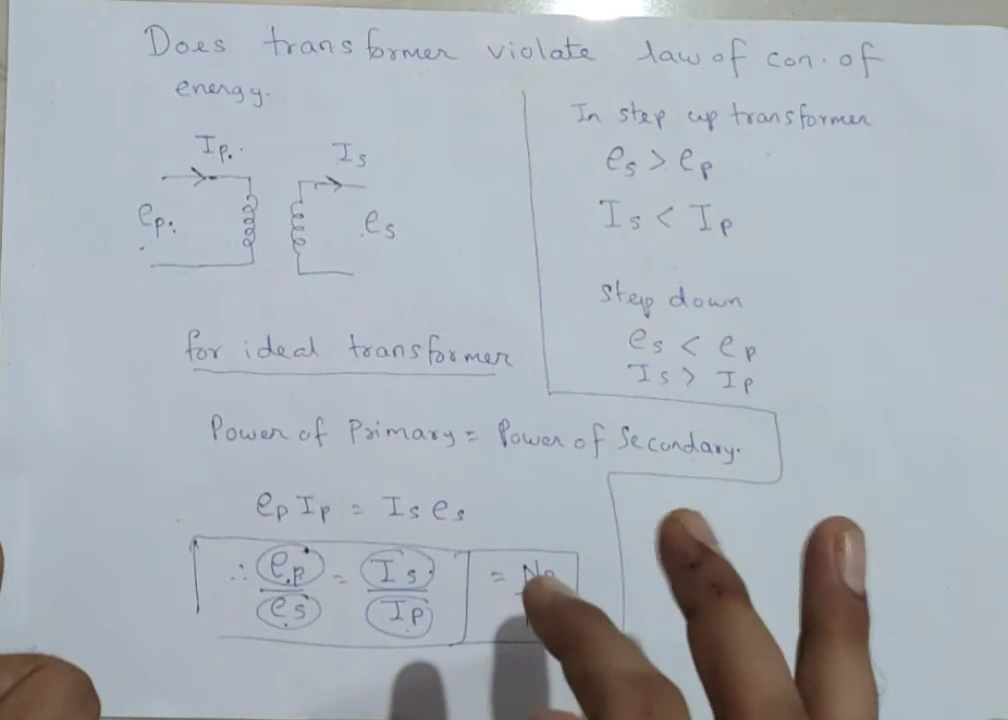 Does transformer violate law of con. of
energy.
Ip.
Is
ep.
es
for ideal transformer
Power of Primary = Power of Secondary.
ep Ip = Is es
∴ ep/es = Is/Ip =
In step up transformer
es > ep
Is < Ip
Step down
es < ep
Is > Ip